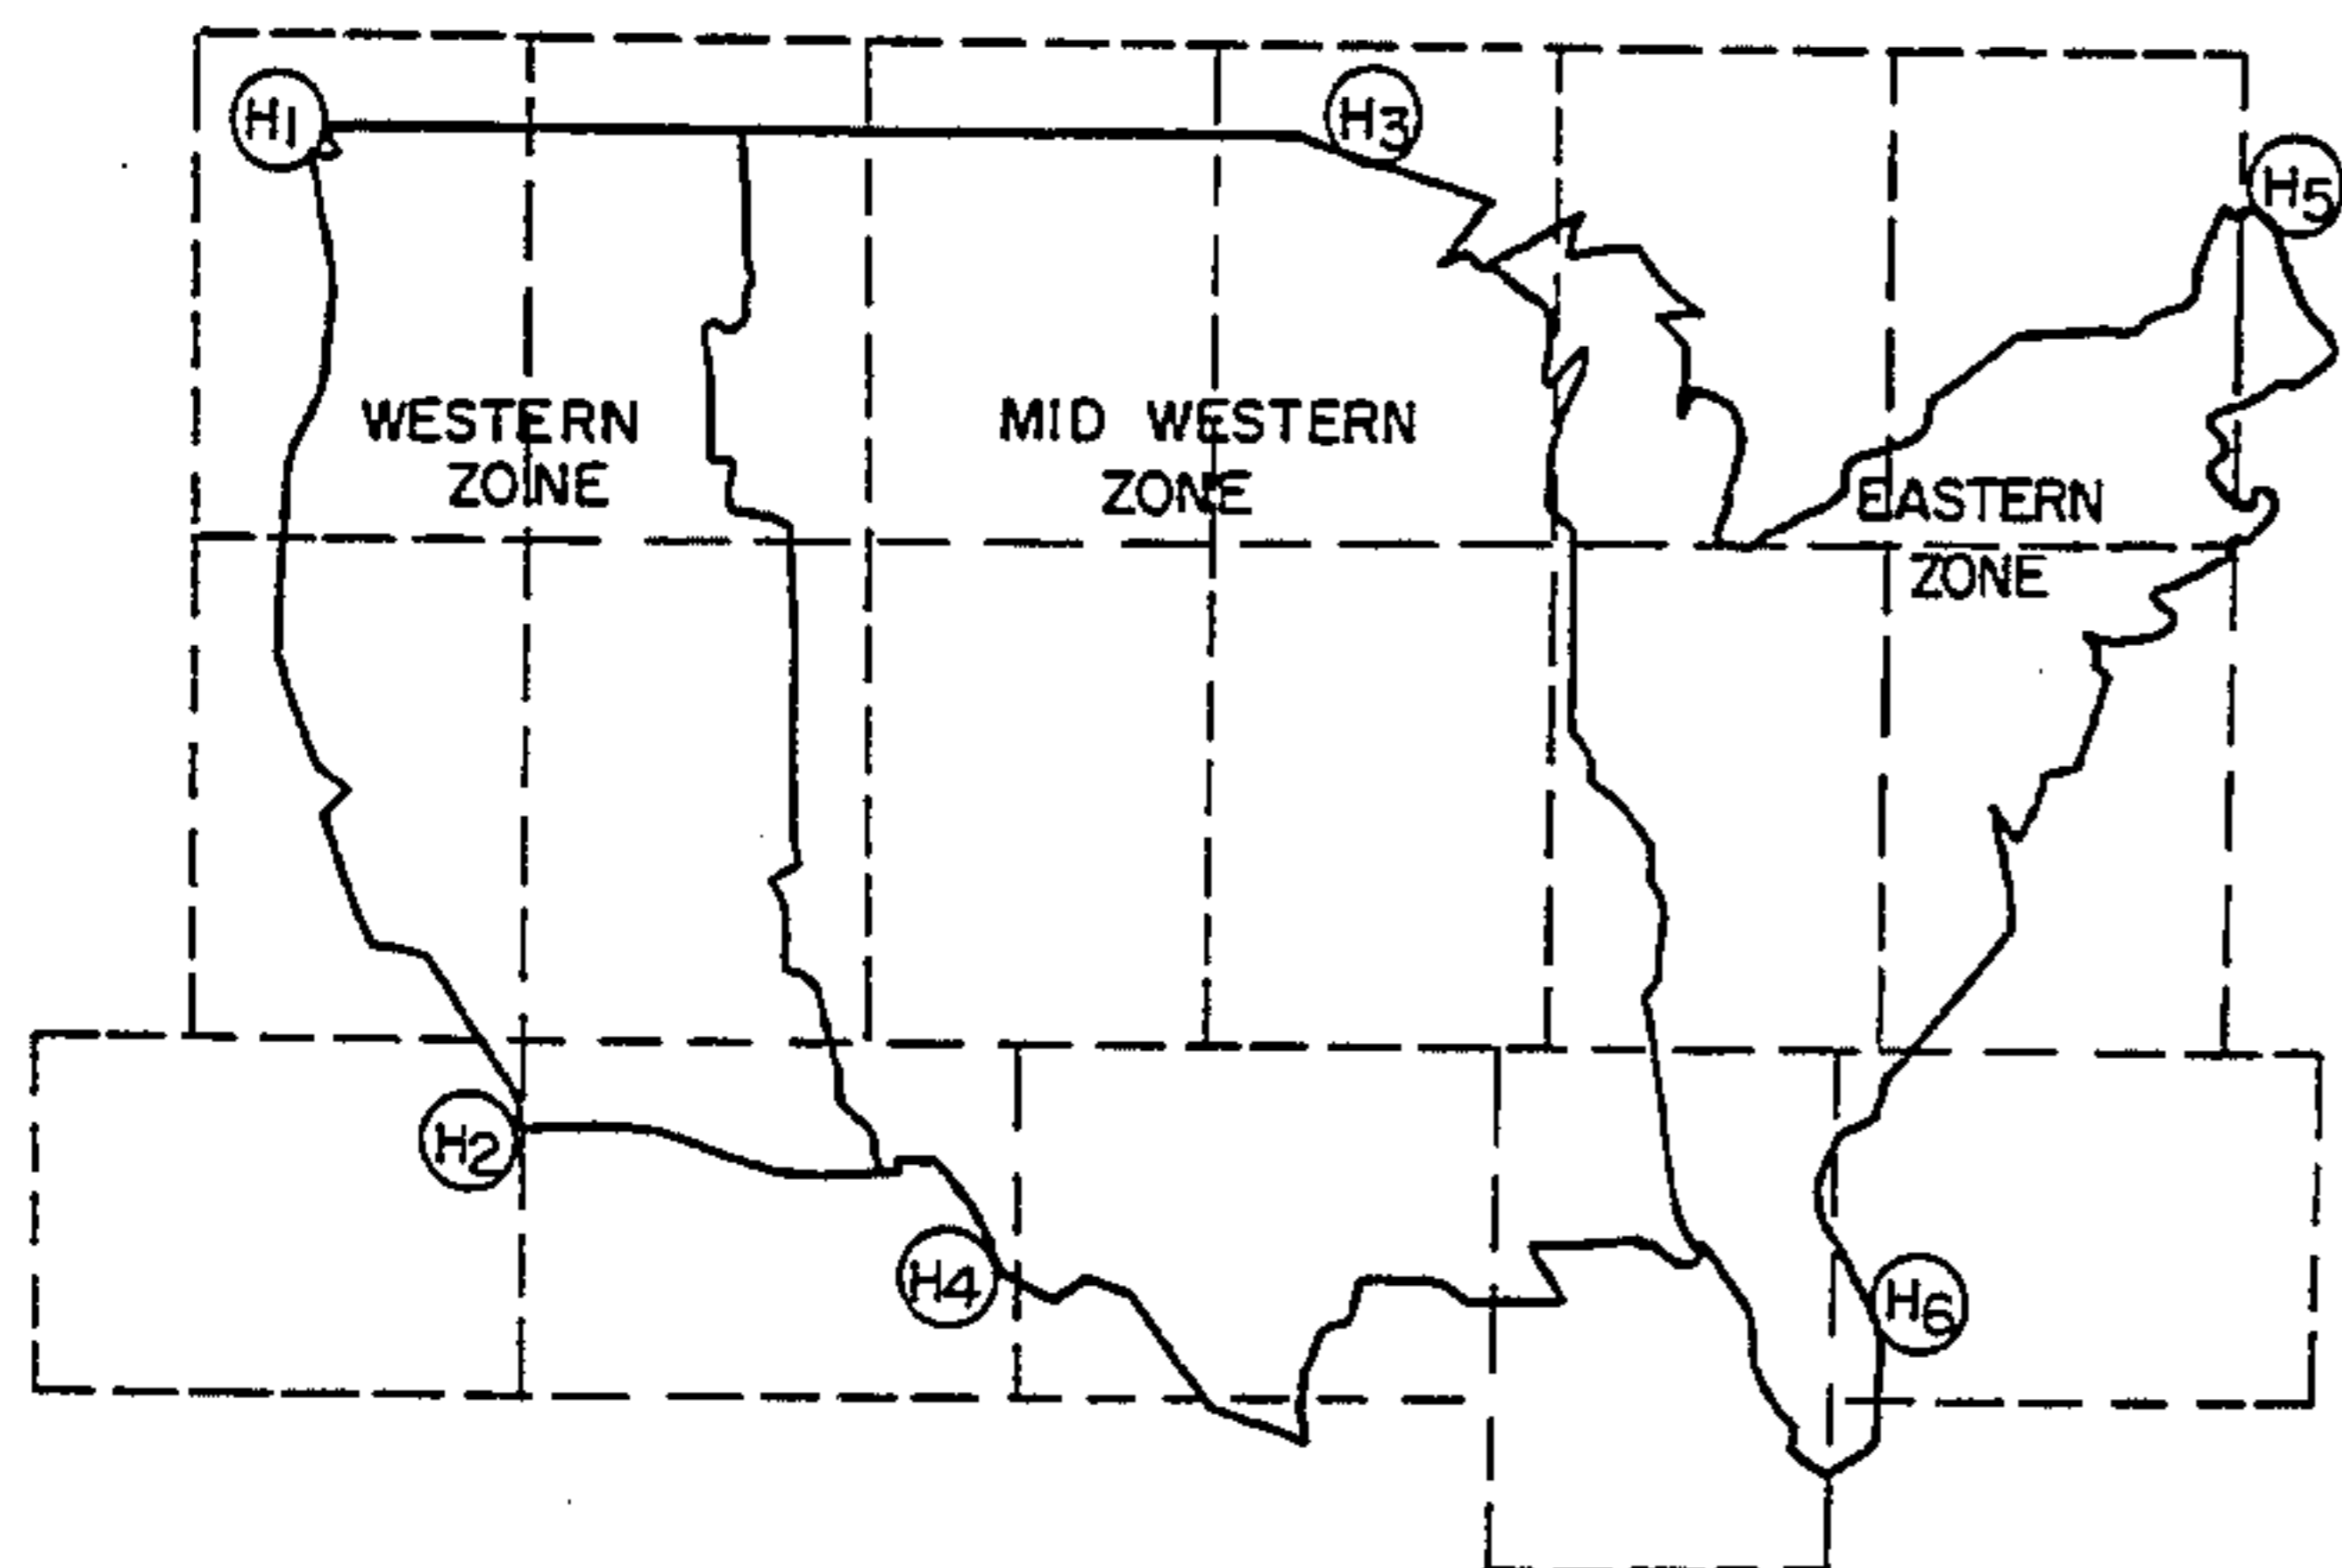 H1
H3
H5
WESTERN
ZONE
MID WESTERN
ZONE
EASTERN
ZONE
H2
H4
H6